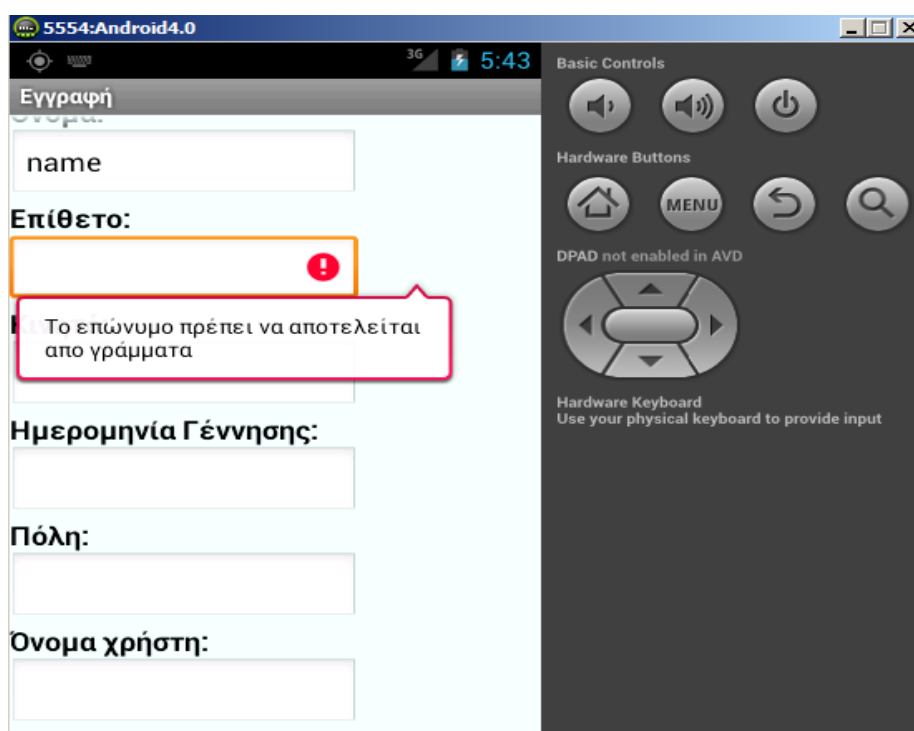 5554:Android4.0
3G 5:43
Εγγραφή
Όνομα:
name
Επίθετο:
Το επώνυμο πρέπει να αποτελείται
απο γράμματα
Ημερομηνία Γέννησης:
Πόλη:
Όνομα χρήστη:
Basic Controls
Hardware Buttons
MENU
DPAD not enabled in AVD
Hardware Keyboard
Use your physical keyboard to provide input